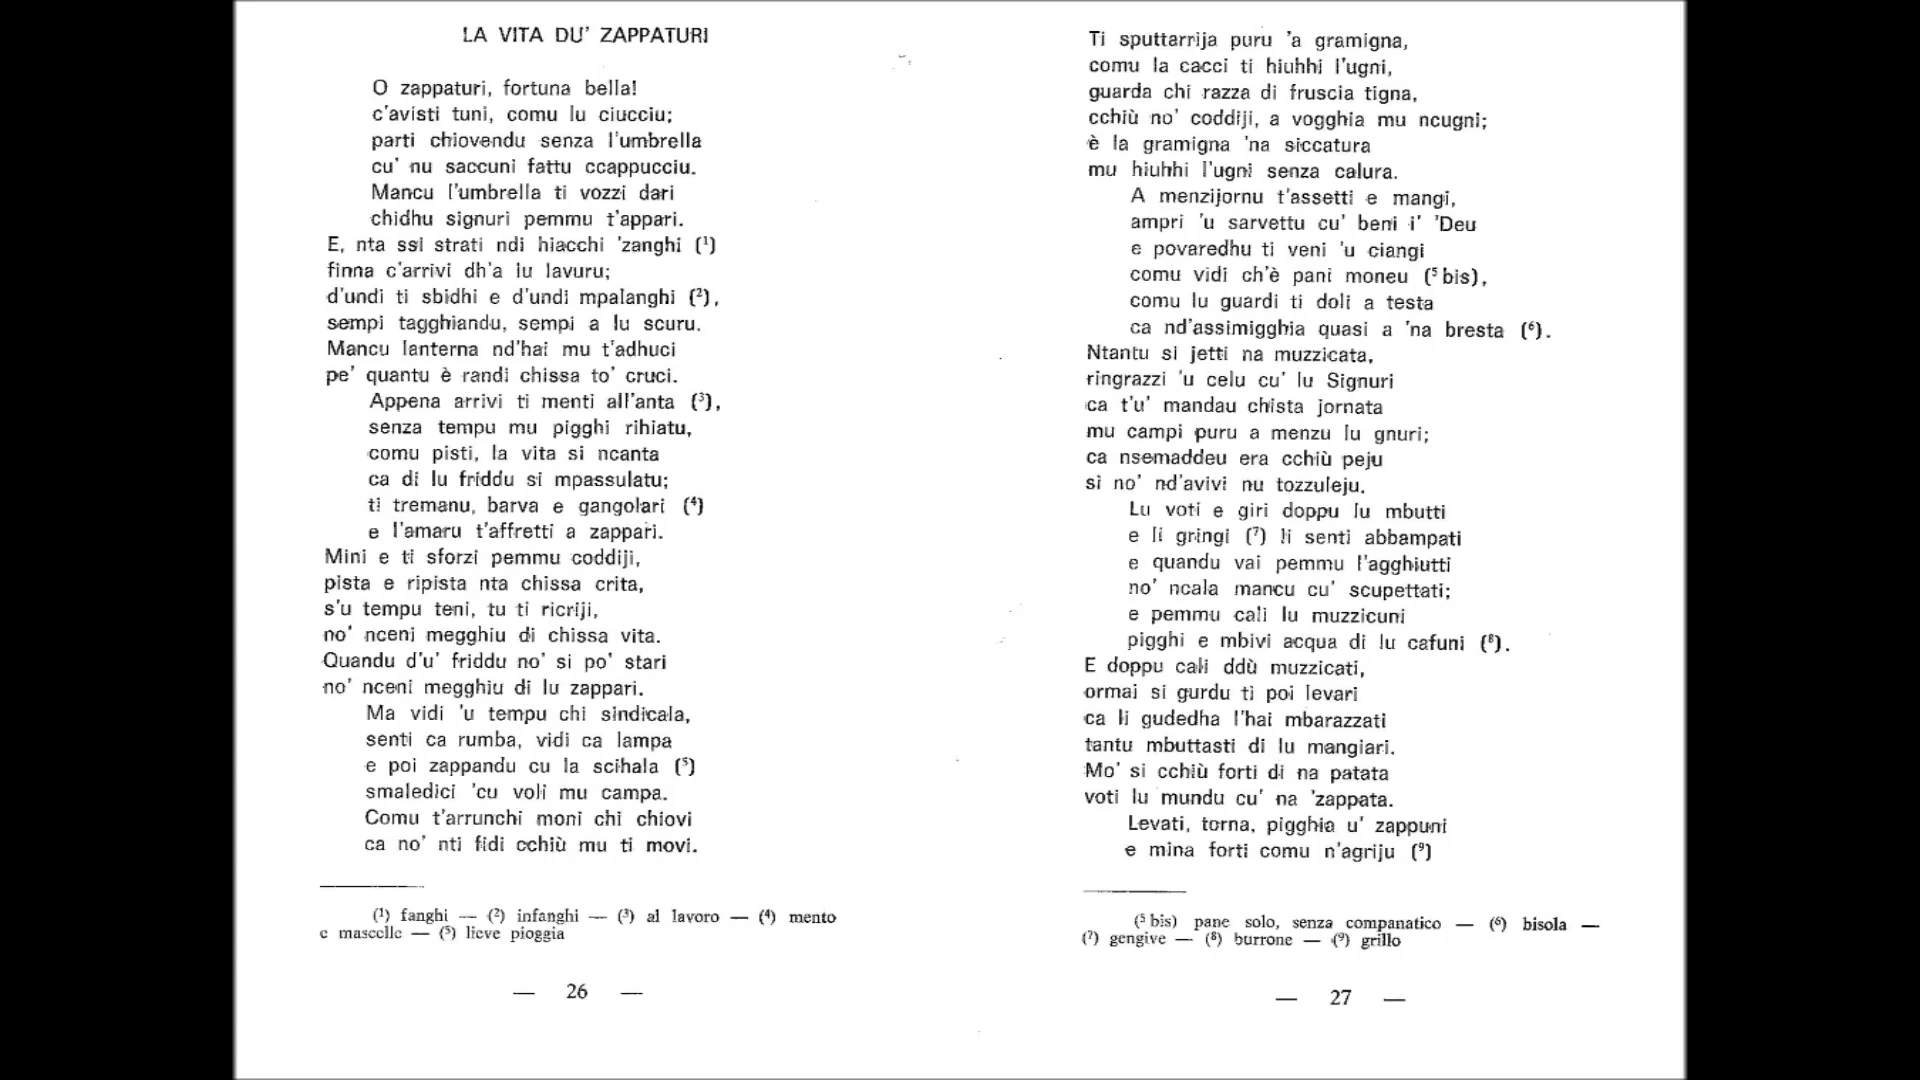 LA VITA DU' ZAPPATURI
O zappaturi, fortuna bella!
c'avisti tuni, comu lu ciucciu;
parti chiovendu senza l'umbrella
cu' nu saccuni fattu ccappucciu.
Mancu l'umbrella ti vozzi dari
chidhu signuri pemmu t'appari.
E, nta ssi strati ndi hiacchi 'zanghi (¹)
finna c'arrivi dh'a lu lavuru;
d'undi ti sbidhi e d'undi mpalanghi (²),
sempi tagghiandu, sempi a lu scuru.
Mancu lanterna nd'hai mu t'adhuci
pe' quantu è randi chissa to' cruci.
Appena arrivi ti menti all'anta (³),
senza tempu mu pigghi rihiatu,
comu pisti, la vita si ncanta
ca di lu friddu si mpassulatu;
ti tremanu, barva e gangolari (⁴)
e l'amaru t'affretti a zappari.
Mini e ti sforzi pemmu coddiji,
pista e ripista nta chissa crita,
s'u tempu teni, tu ti ricriji,
no' nceni megghiu di chissa vita.
Quandu d'u' friddu no' si po' stari
no' nceni megghiu di lu zappari.
Ma vidi 'u tempu chi sindicala,
senti ca rumba, vidi ca lampa
e poi zappandu cu la scihala (⁵)
smaledici 'cu voli mu campa.
Comu t'arrunchi moni chi chiovi
ca no' nti fidi cchiù mu ti movi.
(¹) fanghi — (²) infanghi — (³) al lavoro — (⁴) mento
e mascelle — (⁵) lieve pioggia
— 26 —
Ti sputtarrija puru 'a gramigna,
comu la cacci ti hiuhhi l'ugni,
guarda chi razza di fruscia tigna,
cchiù no' coddiji, a vogghia mu ncugni;
è la gramigna 'na siccatura
mu hiuhhi l'ugni senza calura.
A menzijornu t'assetti e mangi,
ampri 'u sarvettu cu' beni i' 'Deu
e povaredhu ti veni 'u ciangi
comu vidi ch'è pani moneu (⁵ bis),
comu lu guardi ti doli a testa
ca nd'assimigghia quasi a 'na bresta (⁶).
Ntantu si jetti na muzzicata,
ringrazzi 'u celu cu' lu Signuri
ca t'u' mandau chista jornata
mu campi puru a menzu lu gnuri;
ca nsemaddeu era cchiù peju
si no' nd'avivi nu tozzuleju.
Lu voti e giri doppu lu mbutti
e li gringi (⁷) li senti abbampati
e quandu vai pemmu l'agghiutti
no' ncala mancu cu' scupettati;
e pemmu cali lu muzzicuni
pigghi e mbivi acqua di lu cafuni (⁸).
E doppu cali ddù muzzicati,
ormai si gurdu ti poi levari
ca li gudedha l'hai mbarazzati
tantu mbuttasti di lu mangiari.
Mo' si cchiù forti di na patata
voti lu mundu cu' na 'zappata.
Levati, torna, pigghia u' zappuni
e mina forti comu n'agriju (⁹)
(⁵ bis) pane solo, senza companatico — (⁶) bisola —
(⁷) gengive — (⁸) burrone — (⁹) grillo
— 27 —